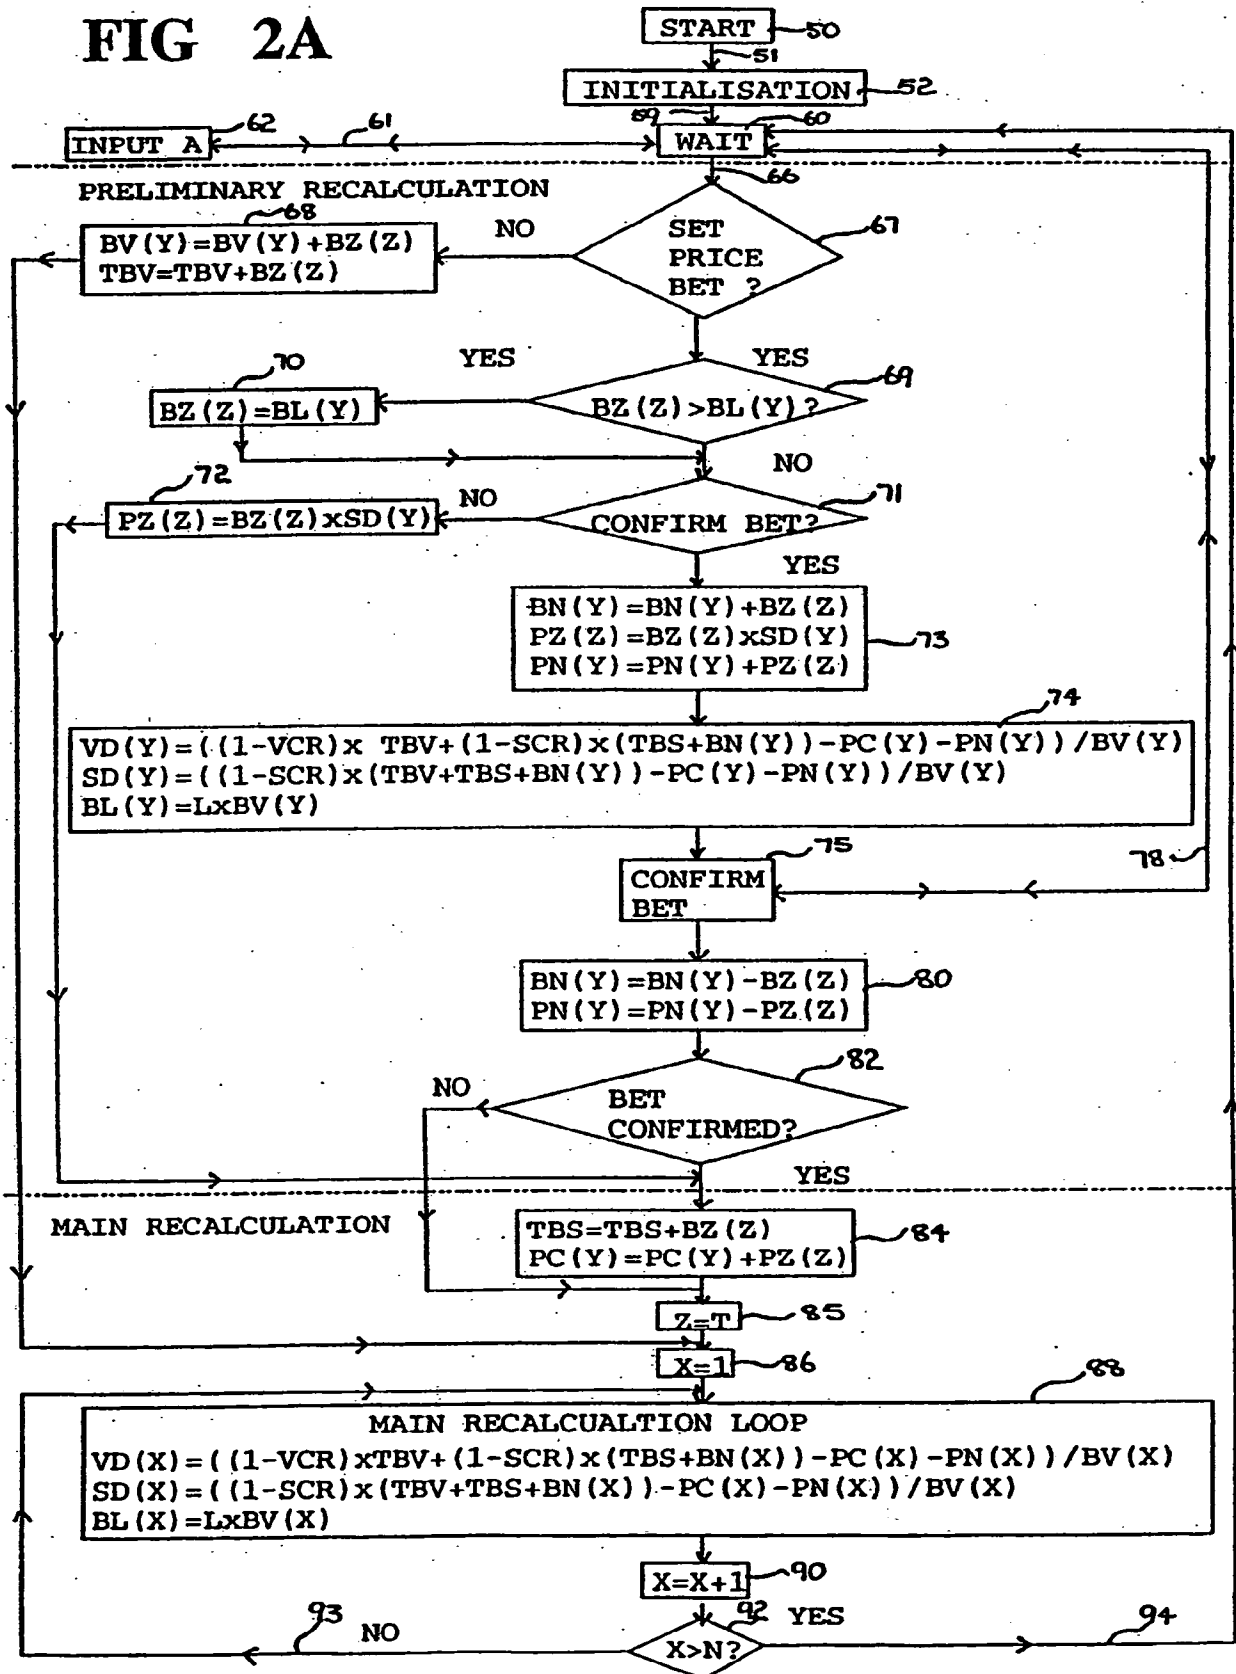 FIG 2A
START 50
51
INITIALISATION 52
59
INPUT A 62
61
WAIT 60
66
PRELIMINARY RECALCULATION
68
BV(Y)=BV(Y)+BZ(Z)
TBV=TBV+BZ(Z)
NO
SET
PRICE
BET ?
67
YES
YES
70
BZ(Z)=BL(Y)
BZ(Z)>BL(Y)?
69
NO
72
PZ(Z)=BZ(Z)xSD(Y)
NO
CONFIRM BET?
71
YES
BN(Y)=BN(Y)+BZ(Z)
PZ(Z)=BZ(Z)xSD(Y)
PN(Y)=PN(Y)+PZ(Z)
73
74
VD(Y)=((1-VCR)x TBV+(1-SCR)x(TBS+BN(Y))-PC(Y)-PN(Y))/BV(Y)
SD(Y)=((1-SCR)x(TBV+TBS+BN(Y))-PC(Y)-PN(Y))/BV(Y)
BL(Y)=LxBV(Y)
75
78
CONFIRM
BET
BN(Y)=BN(Y)-BZ(Z)
PN(Y)=PN(Y)-PZ(Z)
80
82
NO
BET
CONFIRMED?
YES
MAIN RECALCULATION
TBS=TBS+BZ(Z)
PC(Y)=PC(Y)+PZ(Z)
84
Z=T 85
X=1 86
88
MAIN RECALCUALTION LOOP
VD(X)=((1-VCR)xTBV+(1-SCR)x(TBS+BN(X))-PC(X)-PN(X))/BV(X)
SD(X)=((1-SCR)x(TBV+TBS+BN(X))-PC(X)-PN(X))/BV(X)
BL(X)=LxBV(X)
X=X+1 90
93
NO
92
YES
94
X>N?